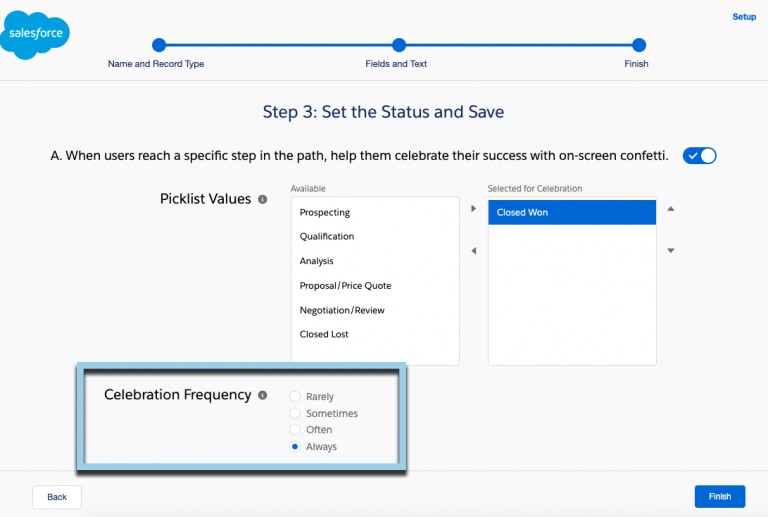 Setup
salesforce
Name and Record Type
Fields and Text
Finish
Step 3: Set the Status and Save
A. When users reach a specific step in the path, help them celebrate their success with on-screen confetti.
Picklist Values
Available
Prospecting
Qualification
Analysis
Proposal/Price Quote
Negotiation/Review
Closed Lost
Selected for Celebration
Closed Won
Celebration Frequency
Rarely
Sometimes
Often
Always
Back
Finish